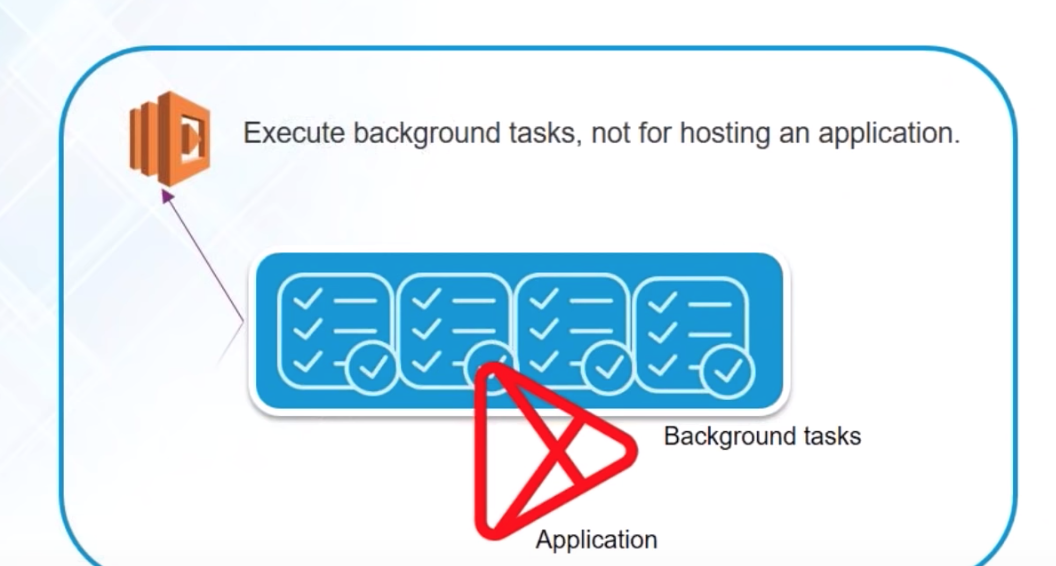 Execute background tasks, not for hosting an application.
Background tasks
Application